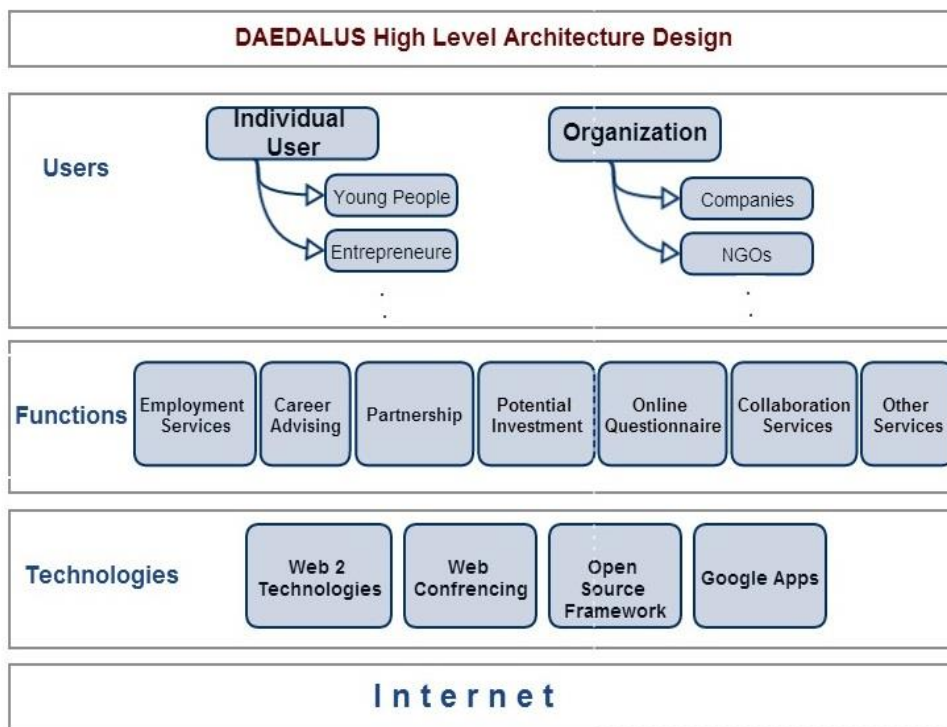 DAEDALUS High Level Architecture Design
Users
Individual
User
Young People
Entrepreneure
Organization
Companies
NGOs
Functions
Employment
Services
Career
Advising
Partnership
Potential
Investment
Online
Questionnaire
Collaboration
Services
Other
Services
Technologies
Web 2
Technologies
Web
Confrencing
Open
Source
Framework
Google Apps
Internet